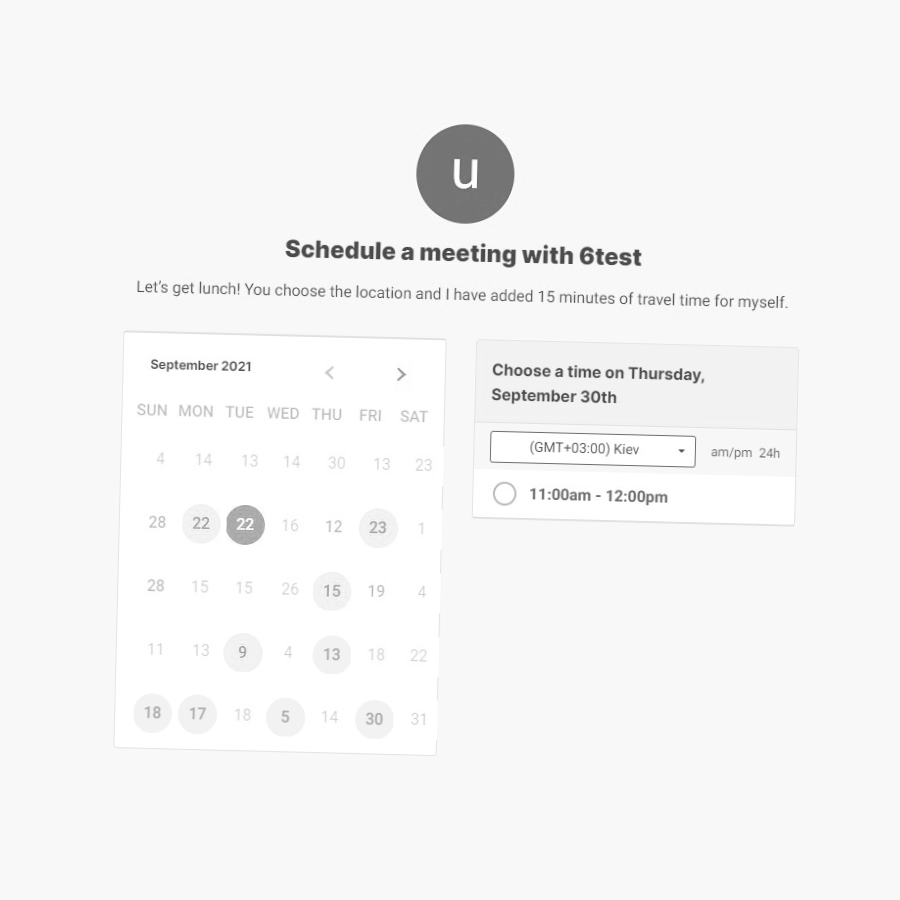 u
Schedule a meeting with 6test
Let's get lunch! You choose the location and I have added 15 minutes of travel time for myself.
September 2021 < >
SUN MON TUE WED THU FRI SAT
4 14 13 14 30 13 23
28 22 22 16 12 23 1
28 15 15 26 15 19 4
11 13 9 4 13 18 22
18 17 18 5 14 30 31
Choose a time on Thursday,
September 30th
(GMT+03:00) Kiev am/pm 24h
11:00am - 12:00pm